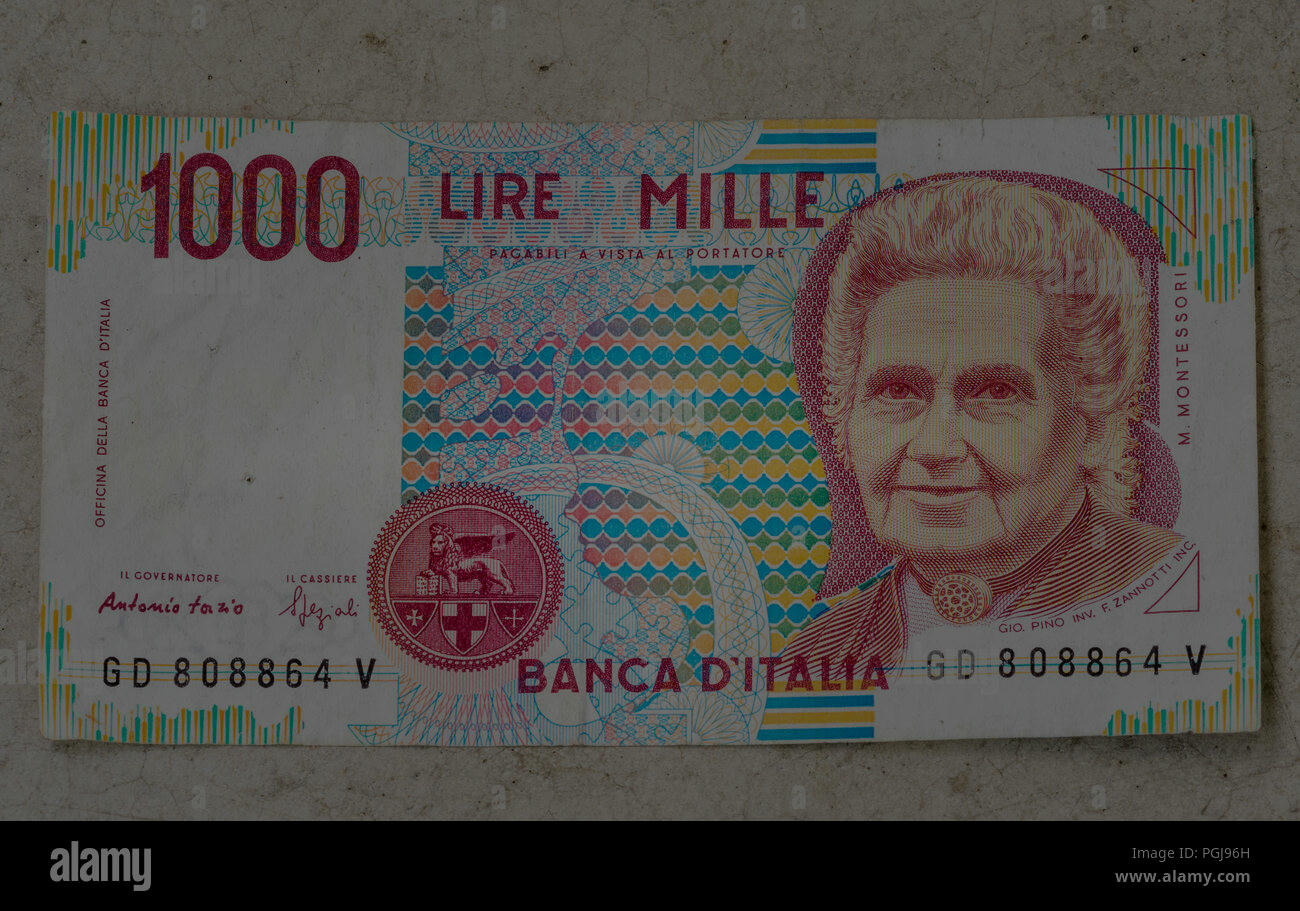 1000 LIRE MILLE
PAGABILI A VISTA AL PORTATORE
OFFICINA DELLA BANCA D'ITALIA
M. MONTESSORI
IL GOVERNATORE
IL CASSIERE
Antonio Fazio
Speziali
GIO. PINO INV. F. ZANNOTTI INC.
BANCA D'ITALIA
GD 808864 V
GD 808864 V
alamy
Image ID: PGJ96H
www.alamy.com